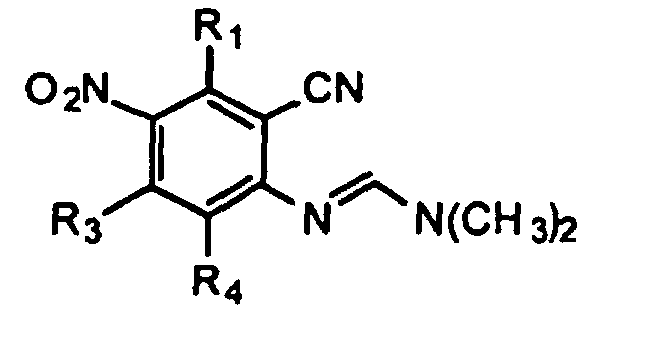 R1
O2N CN
R3 N N(CH3)2
R4